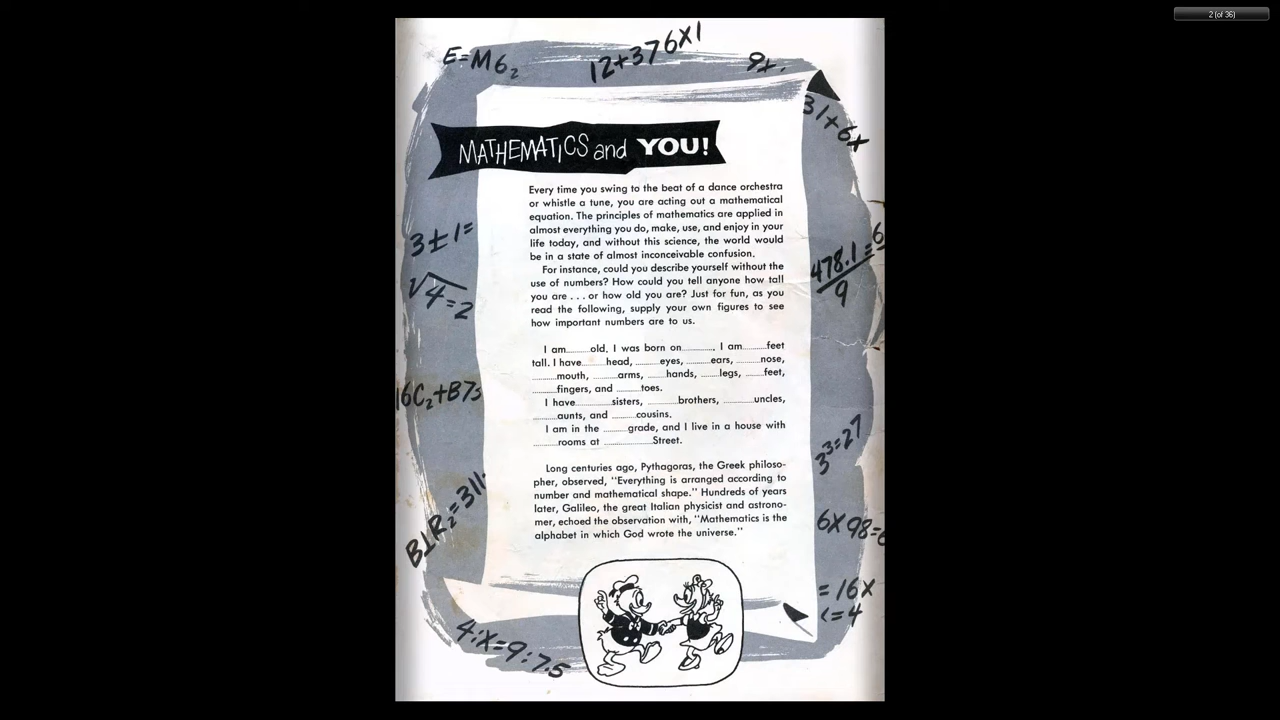 2 (of 36)
E=M6₂
12+376X1
9X.
31+6x
MATHEMATICS and YOU!
Every time you swing to the beat of a dance orchestra
or whistle a tune, you are acting out a mathematical
equation. The principles of mathematics are applied in
almost everything you do, make, use, and enjoy in your
life today, and without this science, the world would
be in a state of almost inconceivable confusion.
For instance, could you describe yourself without the
use of numbers? How could you tell anyone how tall
you are . . . or how old you are? Just for fun, as you
read the following, supply your own figures to see
how important numbers are to us.
3±1=
√4=2
478.1=6
9
I am........old. I was born on............. I am........feet
tall. I have........head, ........eyes, ........ears, ........nose,
........mouth, ........arms, ........hands, ........legs, ........feet,
........fingers, and ........toes.
I have............sisters, ..........brothers, ..........uncles,
........aunts, and ........cousins.
I am in the ........grade, and I live in a house with
........rooms at ................Street.
16C₂+B7s
3³=27
Long centuries ago, Pythagoras, the Greek philoso-
pher, observed, "Everything is arranged according to
number and mathematical shape." Hundreds of years
later, Galileo, the great Italian physicist and astrono-
mer, echoed the observation with, "Mathematics is the
alphabet in which God wrote the universe."
B⊥R₂=311
6X98=6
=16X
<=4
4:X=9:7:5